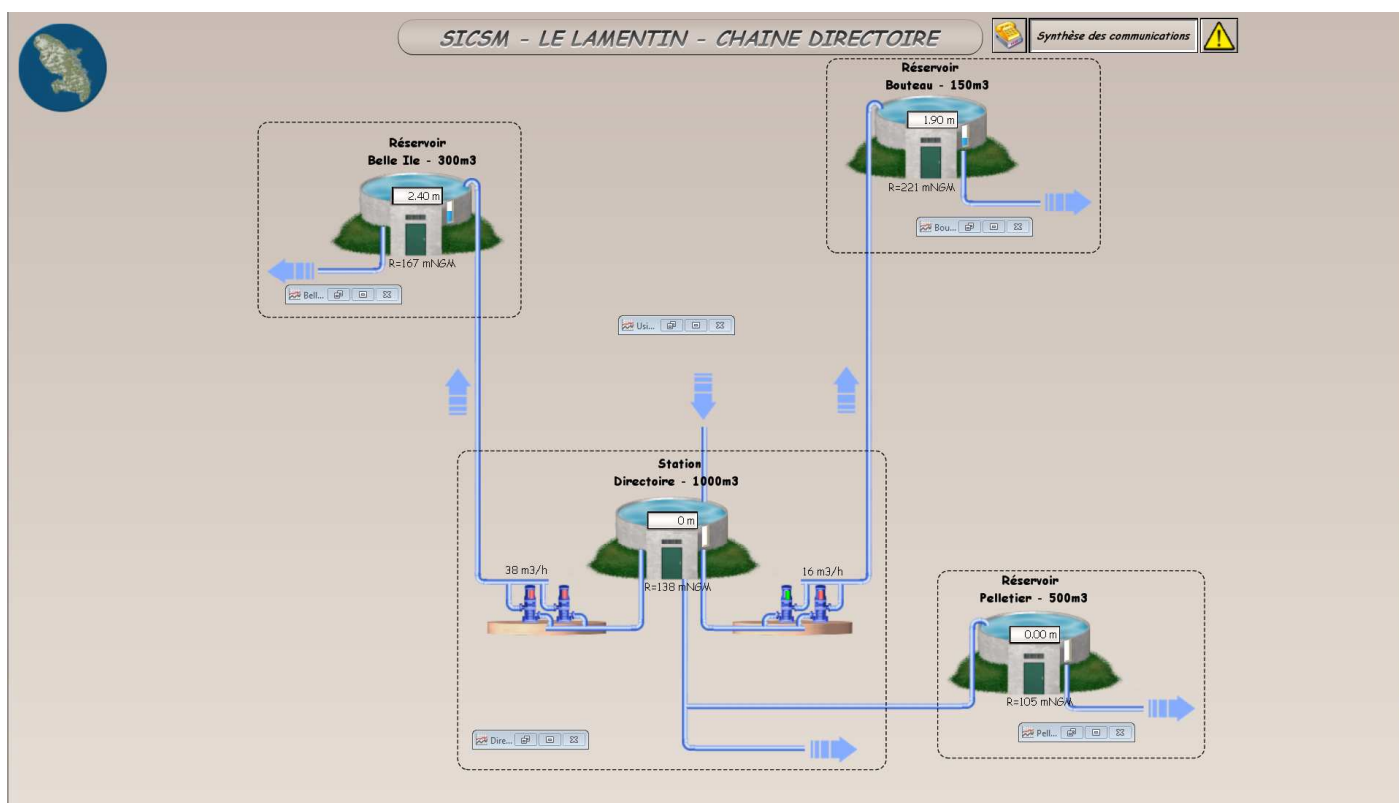 SICSM - LE LAMENTIN - CHAINE DIRECTOIRE
Synthèse des communications
Réservoir
Bouteau - 150m3
1.90 m
R=221 mNGM
Bou...
Réservoir
Belle Ile - 300m3
2.40 m
R=167 mNGM
Bell...
Usi...
Station
Directoire - 1000m3
0 m
38 m3/h
16 m3/h
R=138 mNGM
Réservoir
Pelletier - 500m3
0.00 m
R=105 mNGM
Pell...
Dire...